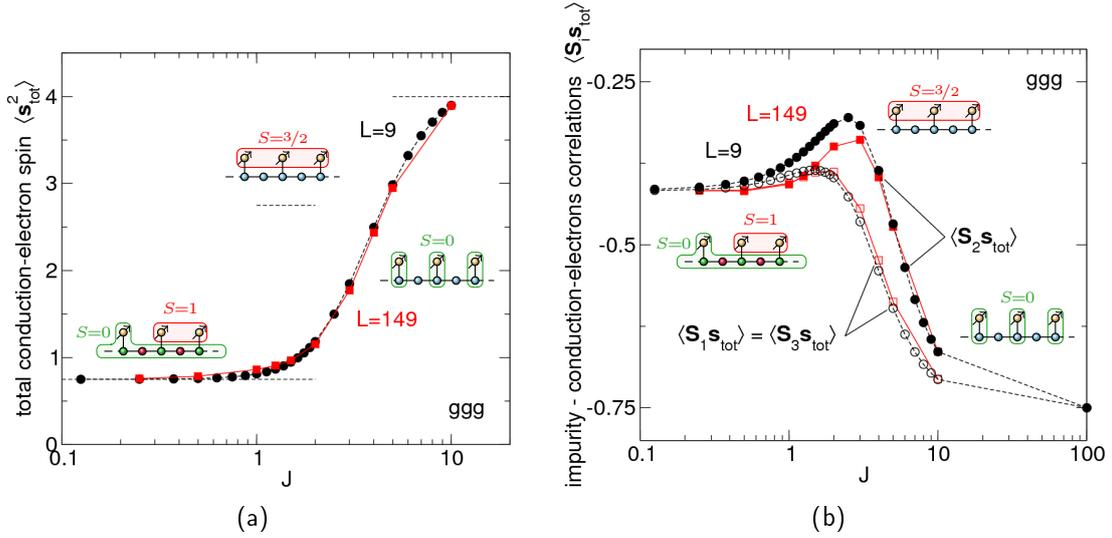 total conduction-electron spin ⟨s²tot⟩
4
3
2
1
0
0.1
1
10
J
S=3/2
L=9
S=0
L=149
S=1
S=0
ggg
(a)
impurity - conduction-electrons correlations ⟨Sᵢstot⟩
-0.25
-0.5
-0.75
0.1
1
10
100
J
ggg
S=3/2
L=149
L=9
S=1
S=0
⟨S₂stot⟩
⟨S₁stot⟩ = ⟨S₃stot⟩
S=0
(b)